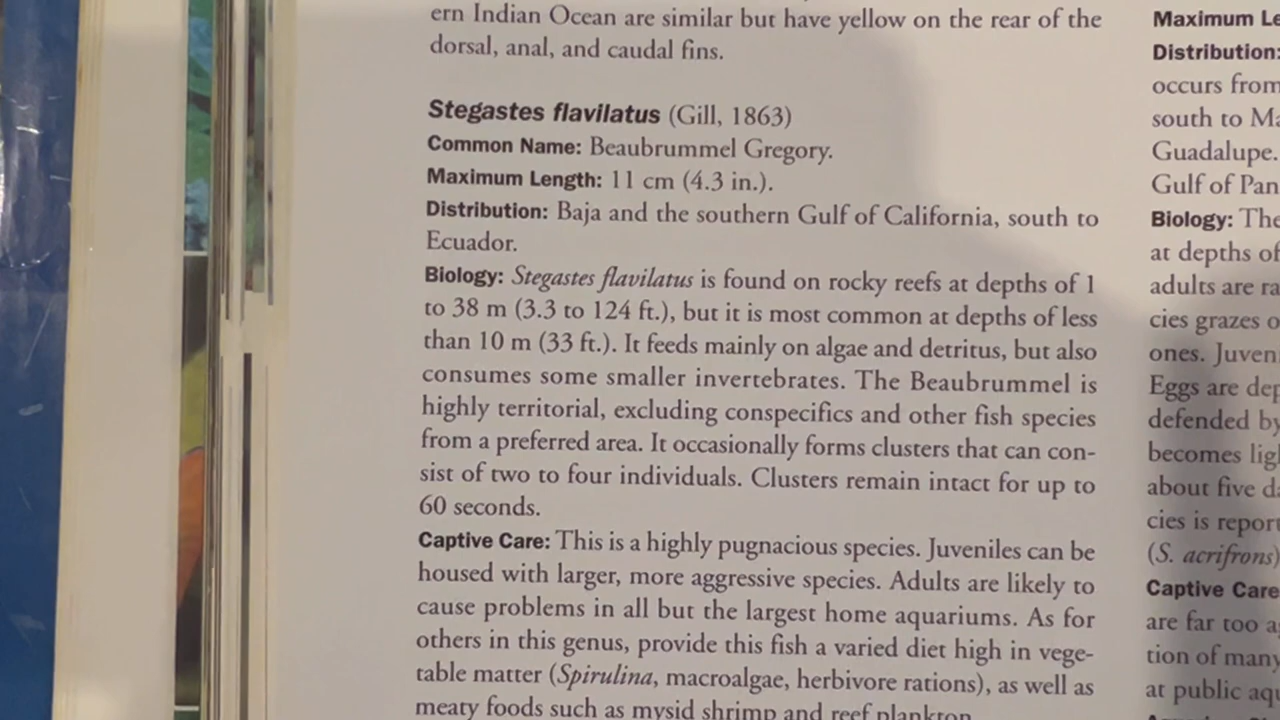 ern Indian Ocean are similar but have yellow on the rear of the
dorsal, anal, and caudal fins.
Stegastes flavilatus (Gill, 1863)
Common Name: Beaubrummel Gregory.
Maximum Length: 11 cm (4.3 in.).
Distribution: Baja and the southern Gulf of California, south to
Ecuador.
Biology: Stegastes flavilatus is found on rocky reefs at depths of 1
to 38 m (3.3 to 124 ft.), but it is most common at depths of less
than 10 m (33 ft.). It feeds mainly on algae and detritus, but also
consumes some smaller invertebrates. The Beaubrummel is
highly territorial, excluding conspecifics and other fish species
from a preferred area. It occasionally forms clusters that can con-
sist of two to four individuals. Clusters remain intact for up to
60 seconds.
Captive Care: This is a highly pugnacious species. Juveniles can be
housed with larger, more aggressive species. Adults are likely to
cause problems in all but the largest home aquariums. As for
others in this genus, provide this fish a varied diet high in vege-
table matter (Spirulina, macroalgae, herbivore rations), as well as
meaty foods such as mysid shrimp and reef plankton.
Maximum
Distribution:
occurs from
south to
Guadalupe.
Gulf of
Biology: The
at depths of
adults are
cies grazes
ones.
Eggs are
defended by
becomes
about five
cies is
(S. acrifrons)
Captive Care
are far too
tion of many
at public